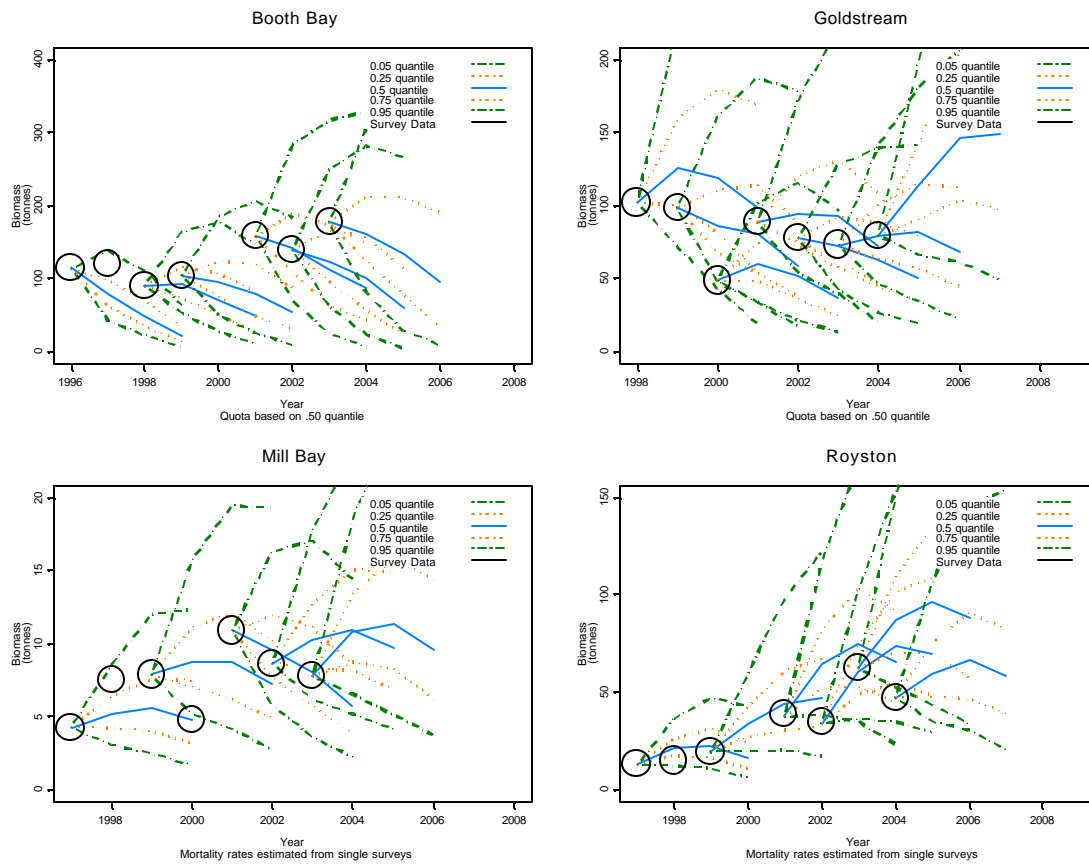 Booth Bay
Goldstream
400
300
200
100
0
Biomass
(tonnes)
0.05 quantile
0.25 quantile
0.5 quantile
0.75 quantile
0.95 quantile
Survey Data
1996
1998
2000
2002
2004
2006
2008
Year
Quota based on .50 quantile
200
150
100
50
0
Biomass
(tonnes)
0.05 quantile
0.25 quantile
0.5 quantile
0.75 quantile
0.95 quantile
Survey Data
1998
2000
2002
2004
2006
2008
Year
Quota based on .50 quantile
Mill Bay
Royston
20
15
10
5
0
Biomass
(tonnes)
0.05 quantile
0.25 quantile
0.5 quantile
0.75 quantile
0.95 quantile
Survey Data
1998
2000
2002
2004
2006
2008
Year
Mortality rates estimated from single surveys
150
100
50
0
Biomass
(tonnes)
0.05 quantile
0.25 quantile
0.5 quantile
0.75 quantile
0.95 quantile
Survey Data
1998
2000
2002
2004
2006
2008
Year
Mortality rates estimated from single surveys